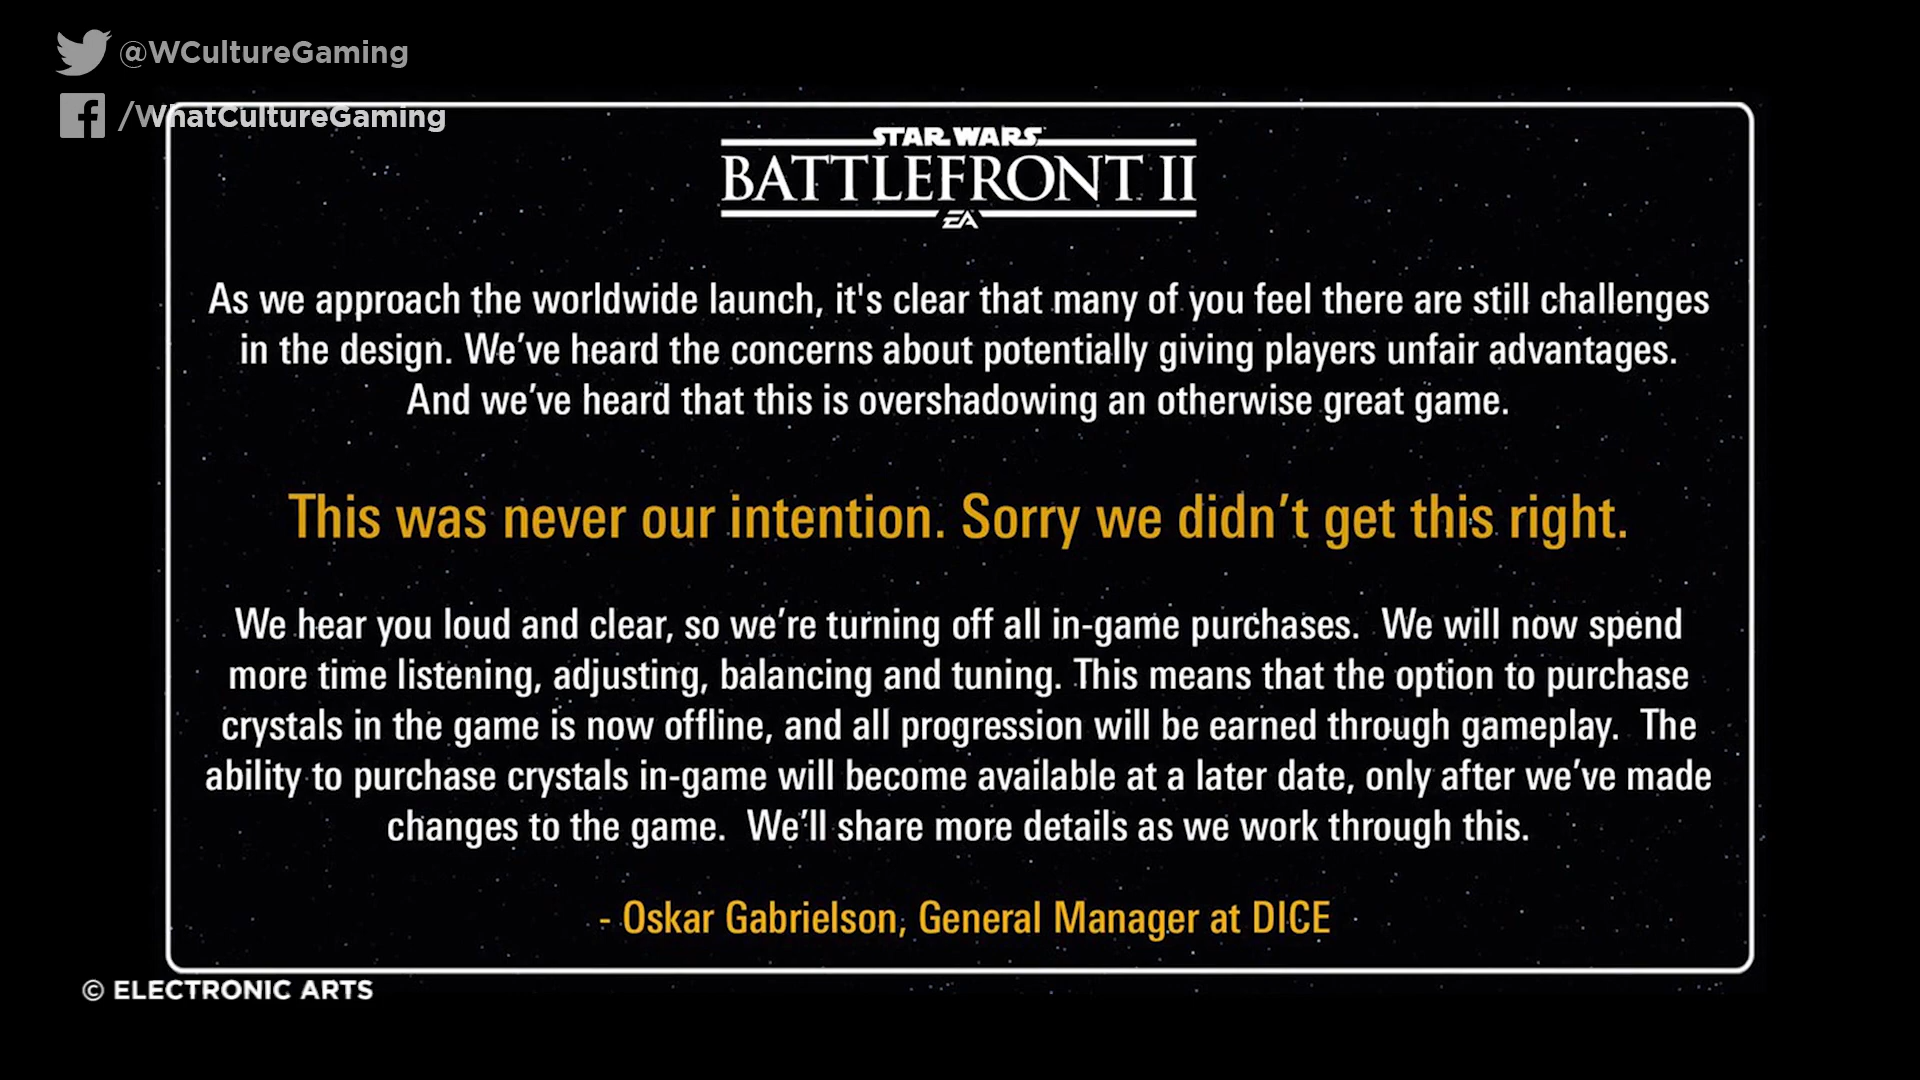 @WCultureGaming
/WhatCultureGaming
STAR WARS
BATTLEFRONT II
EA
As we approach the worldwide launch, it's clear that many of you feel there are still challenges
in the design. We’ve heard the concerns about potentially giving players unfair advantages.
And we’ve heard that this is overshadowing an otherwise great game.
This was never our intention. Sorry we didn’t get this right.
We hear you loud and clear, so we’re turning off all in-game purchases.  We will now spend
more time listening, adjusting, balancing and tuning. This means that the option to purchase
crystals in the game is now offline, and all progression will be earned through gameplay.  The
ability to purchase crystals in-game will become available at a later date, only after we’ve made
changes to the game.  We’ll share more details as we work through this.
- Oskar Gabrielson, General Manager at DICE
© ELECTRONIC ARTS